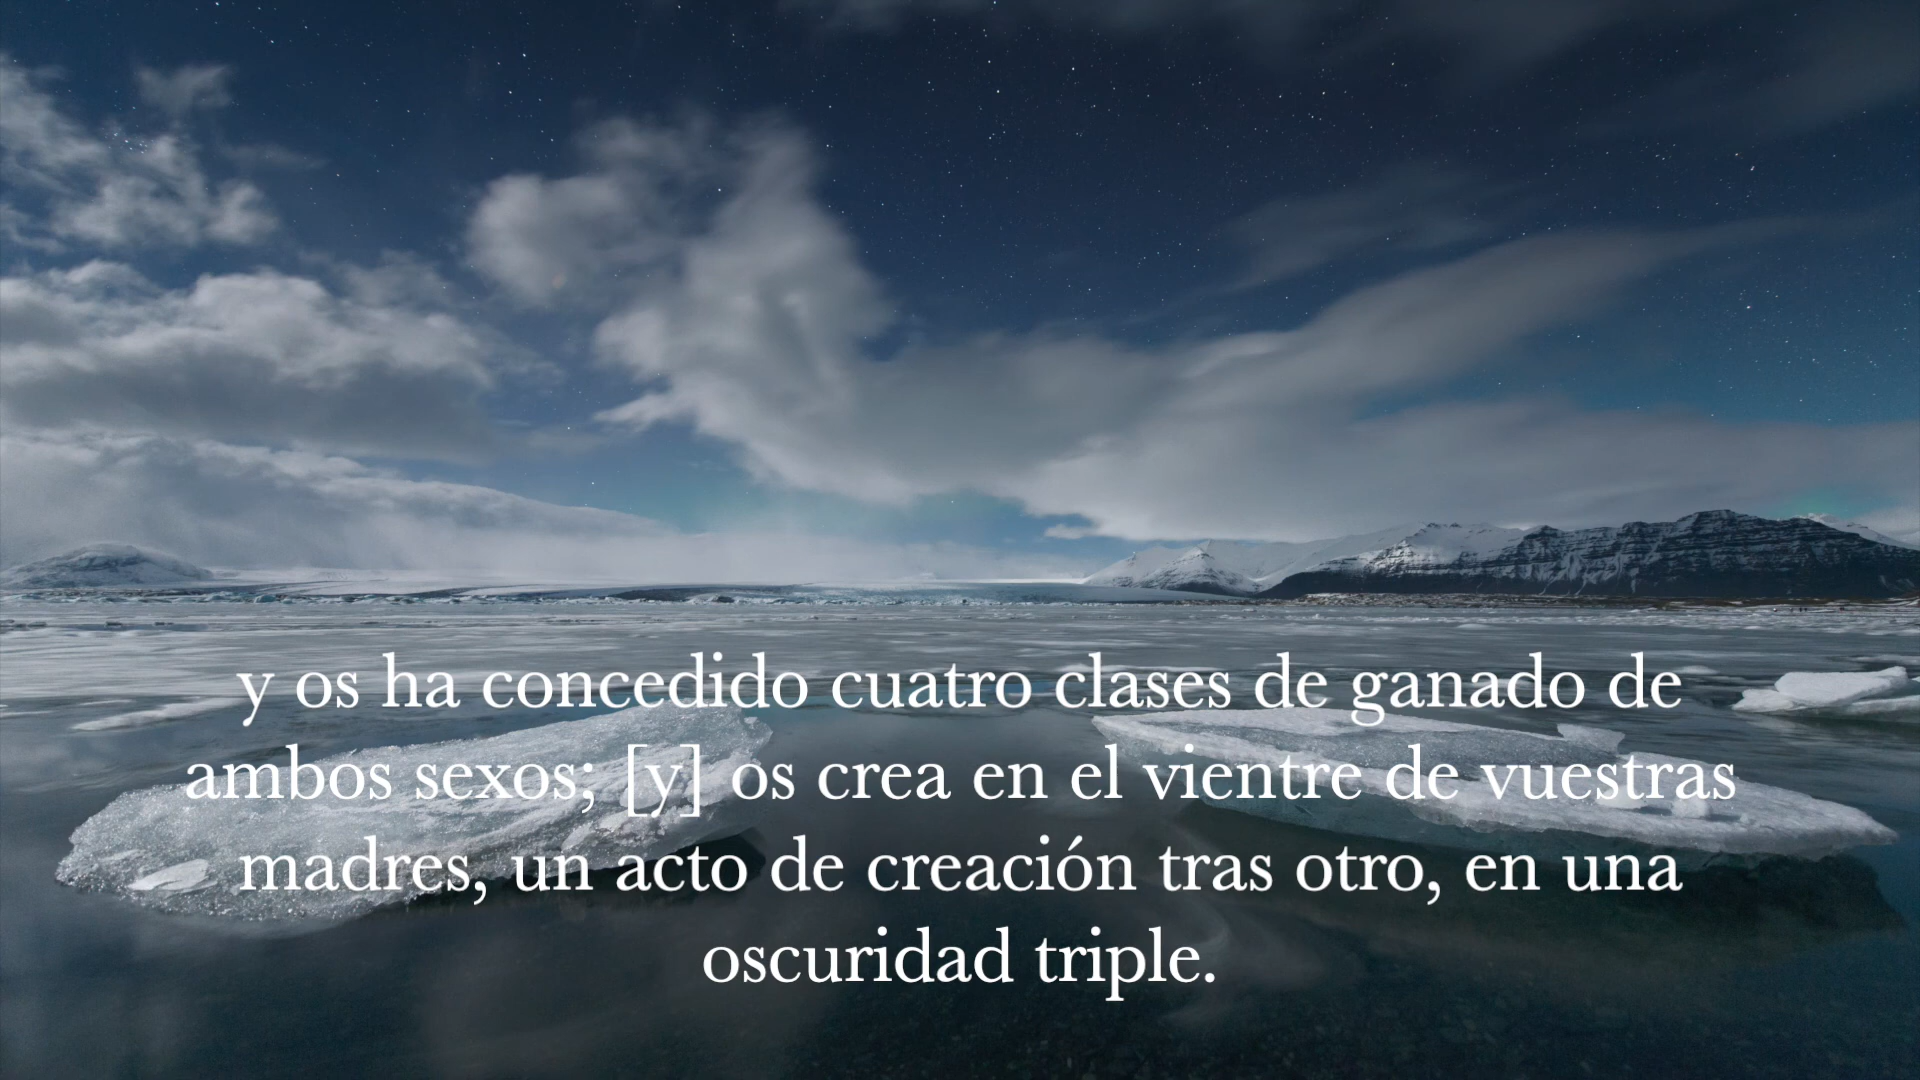 y os ha concedido cuatro clases de ganado de
ambos sexos; [y] os crea en el vientre de vuestras
madres, un acto de creación tras otro, en una
oscuridad triple.